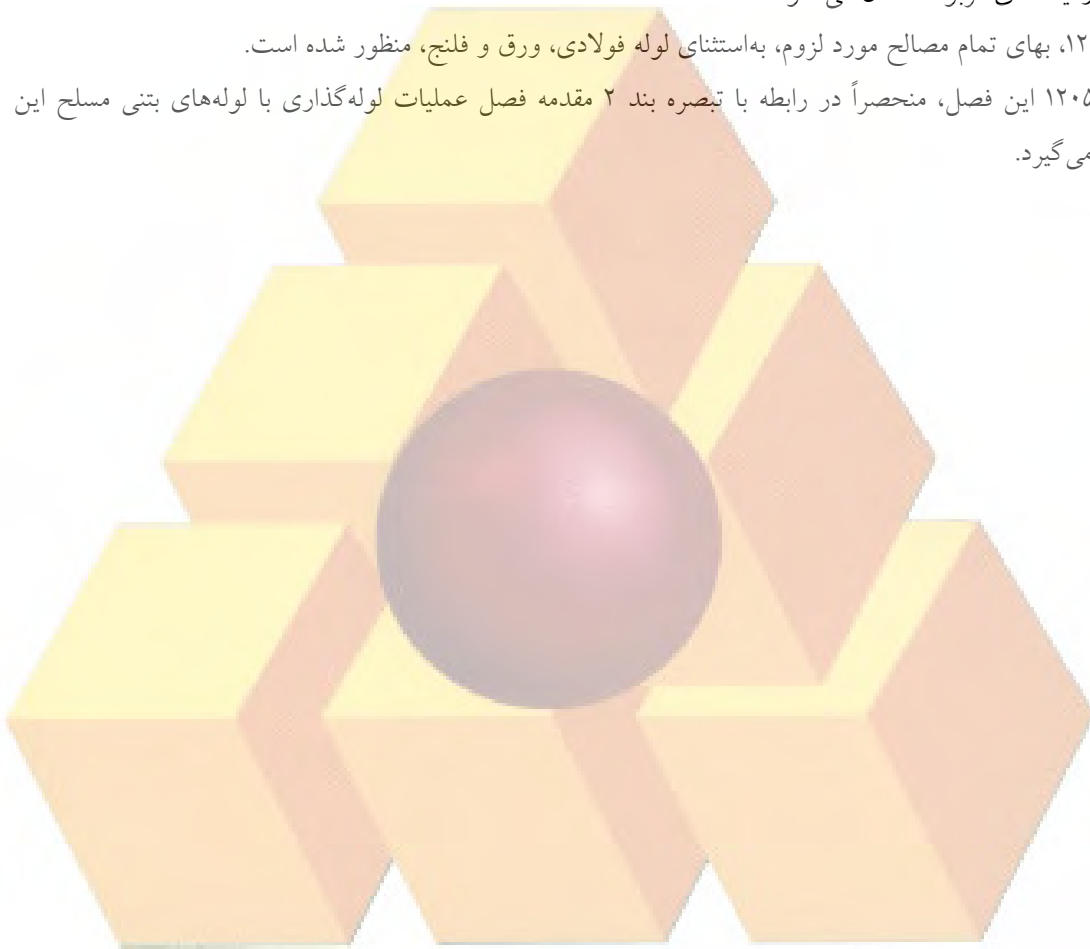 ۱۲، بهای تمام مصالح مورد لزوم، به‌استثنای لوله فولادی، ورق و فلنج، منظور شده است.
۱۲۰۵ این فصل، منحصراً در رابطه با تبصره بند ۲ مقدمه فصل عملیات لوله‌گذاری با لوله‌های بتنی مسلح این
می‌گیرد.